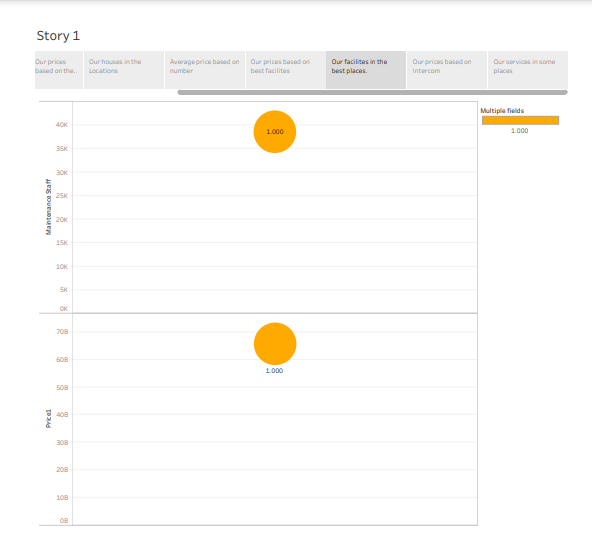 Story 1
Our prices
based on the..
Our houses in the
Locations
Average price based on
number
Our prices based on
best facilites
Our facilites in the
best places.
Our prices based on
Intercom
Our services in some
places
Multiple fields
1.000
Maintenance Staff
40K
35K
30K
25K
20K
15K
10K
5K
0K
1.000
Price1
70B
60B
50B
40B
30B
20B
10B
0B
1.000